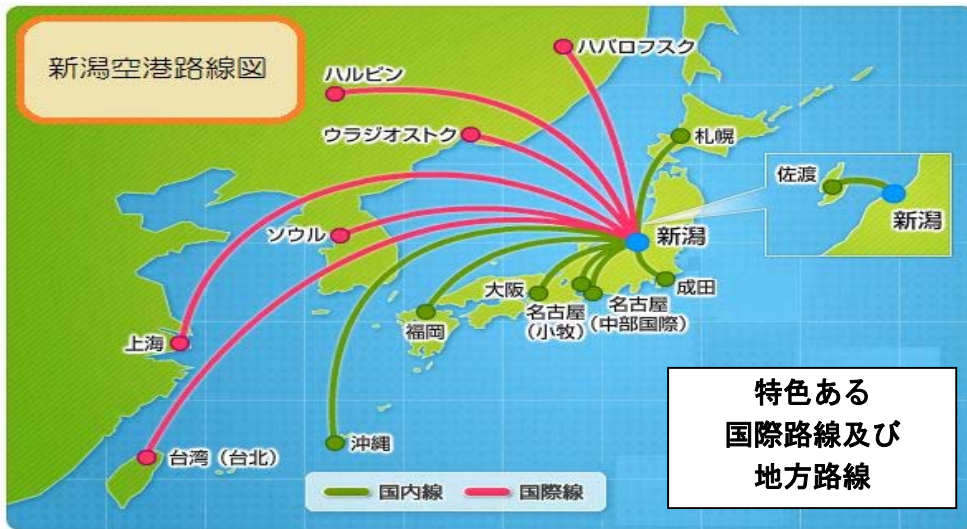 新潟空港路線図
ハバロフスク
ハルビン
ウラジオストク
札幌
佐渡
新潟
ソウル
新潟
大阪
成田
名古屋
(小牧)
名古屋
(中部国際)
福岡
上海
沖縄
台湾（台北）
国内線
国際線
特色ある
国際路線及び
地方路線